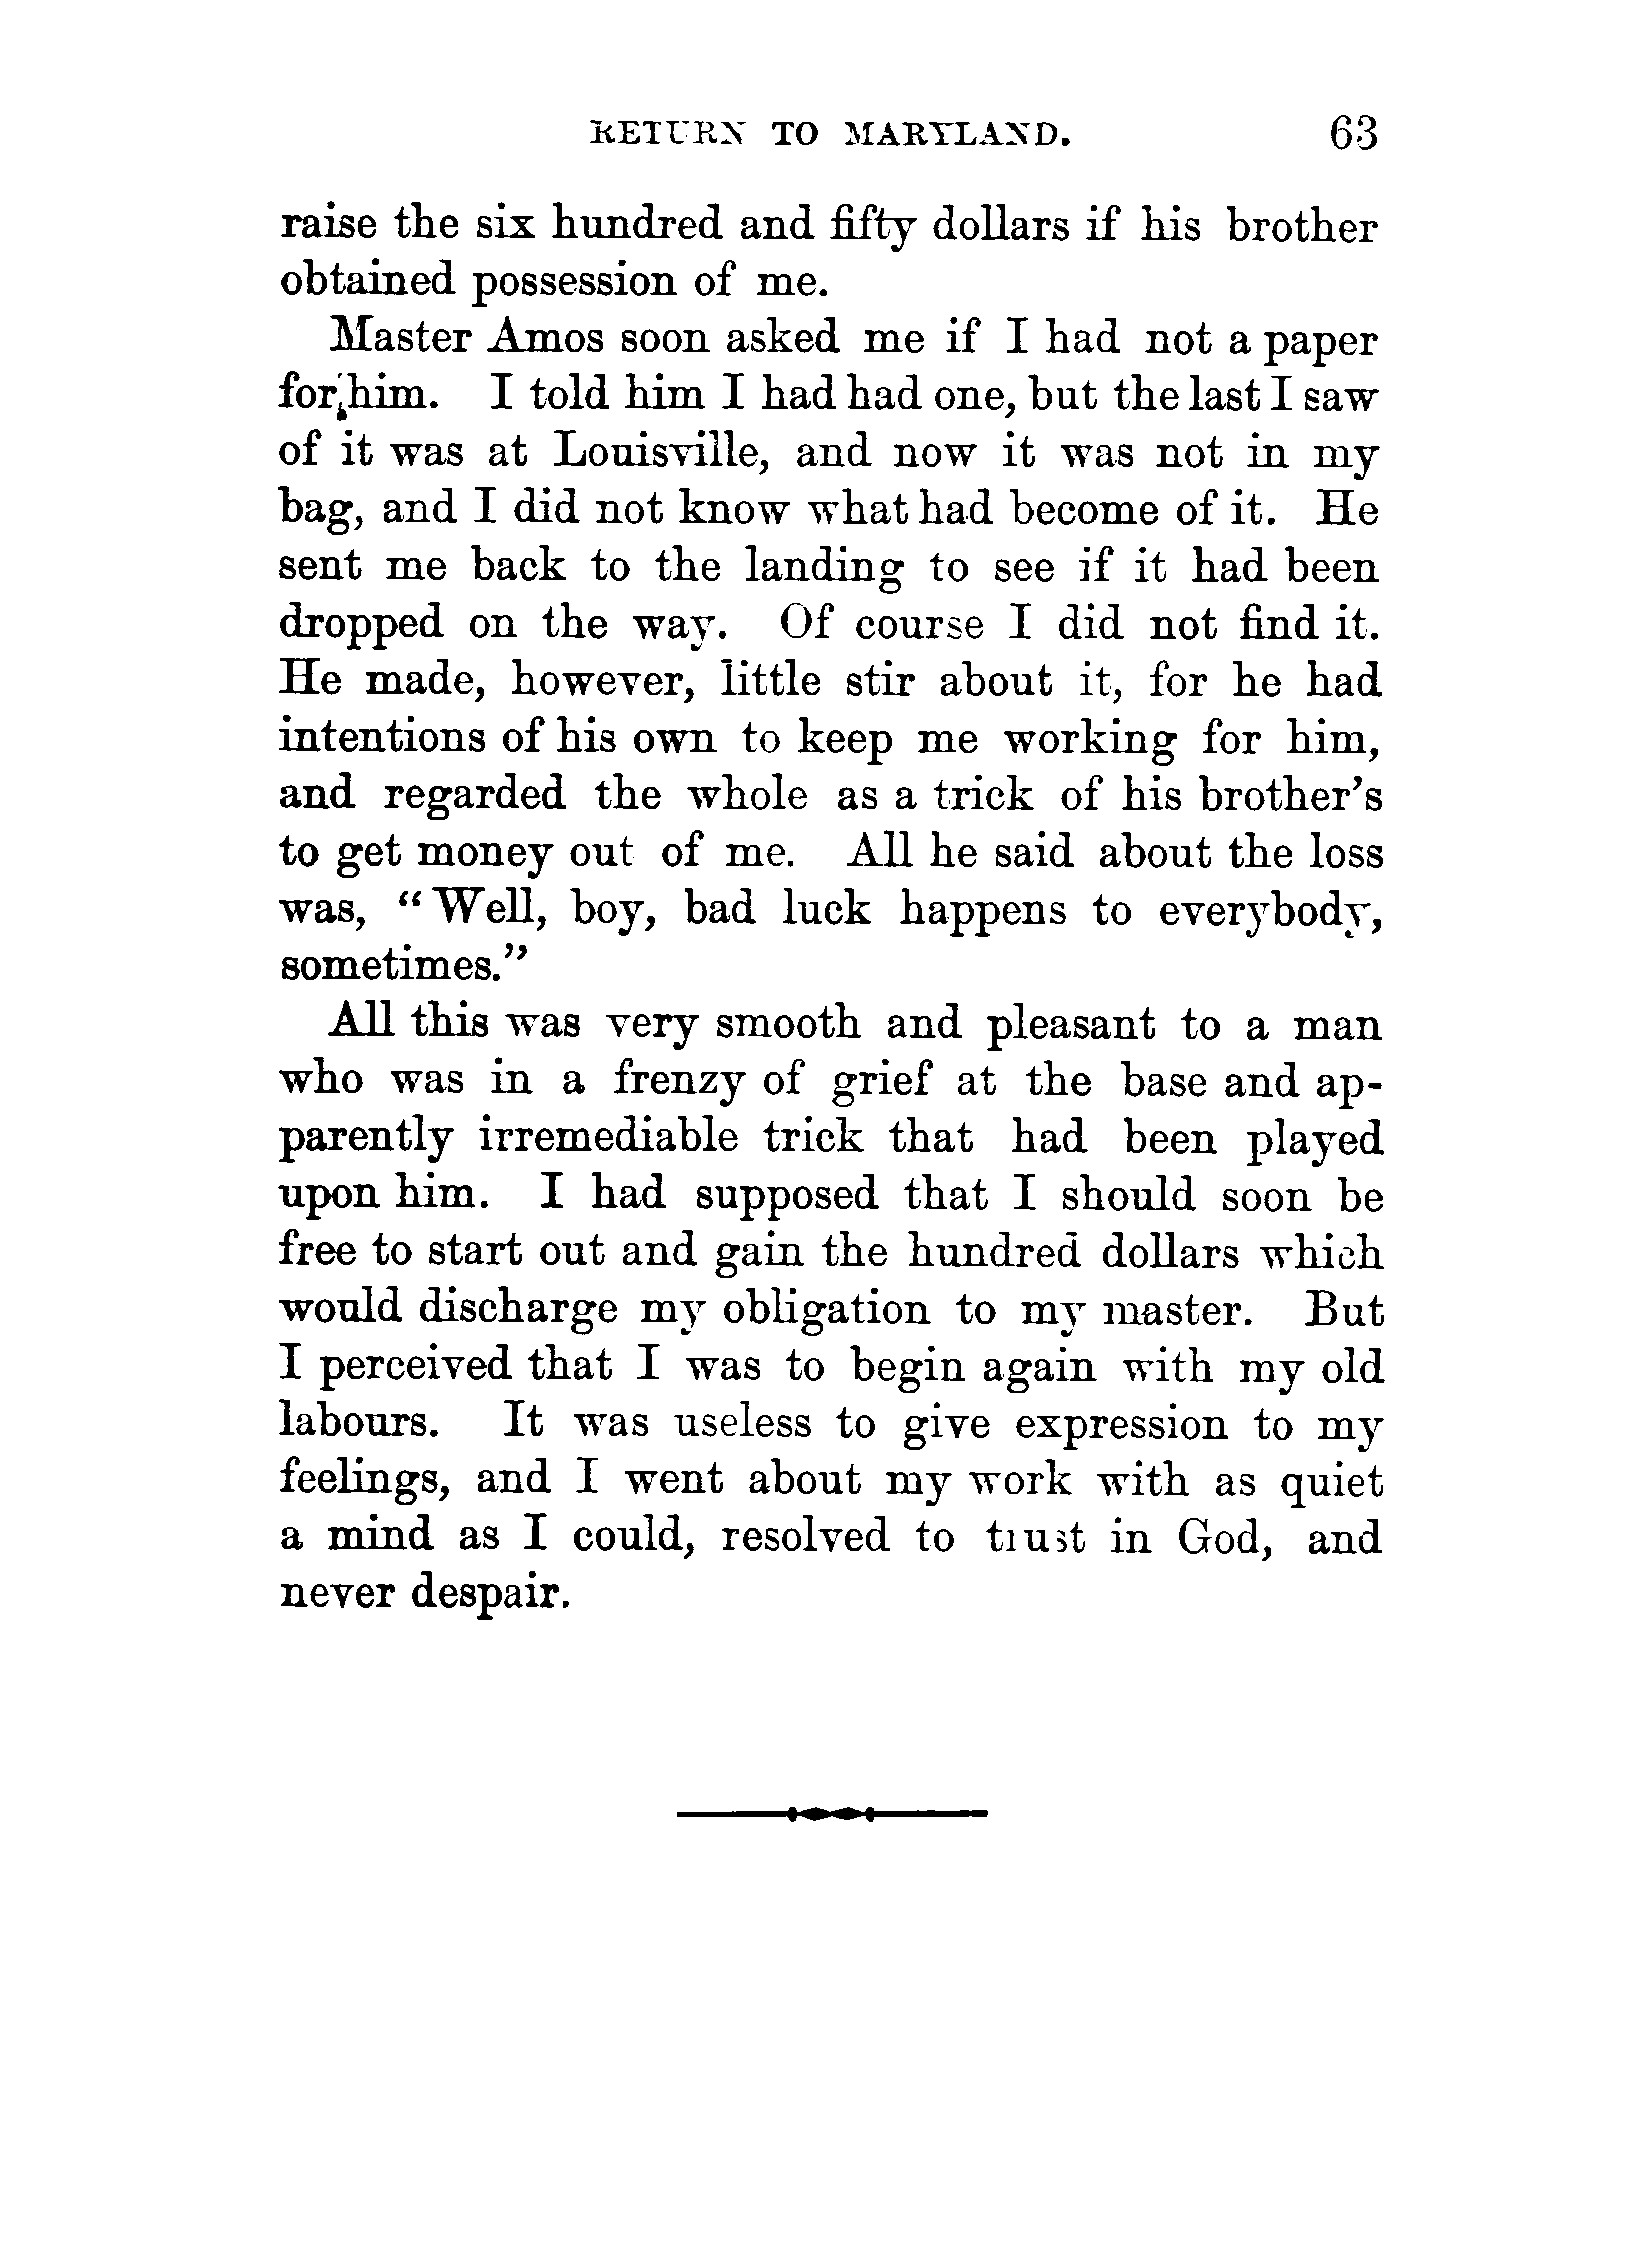 RETURN TO MARYLAND. 63
raise the six hundred and fifty dollars if his brother
obtained possession of me.
Master Amos soon asked me if I had not a paper
for him. I told him I had had one, but the last I saw
of it was at Louisville, and now it was not in my
bag, and I did not know what had become of it. He
sent me back to the landing to see if it had been
dropped on the way. Of course I did not find it.
He made, however, little stir about it, for he had
intentions of his own to keep me working for him,
and regarded the whole as a trick of his brother's
to get money out of me. All he said about the loss
was, “Well, boy, bad luck happens to everybody,
sometimes.”
All this was very smooth and pleasant to a man
who was in a frenzy of grief at the base and ap-
parently irremediable trick that had been played
upon him. I had supposed that I should soon be
free to start out and gain the hundred dollars which
would discharge my obligation to my master. But
I perceived that I was to begin again with my old
labours. It was useless to give expression to my
feelings, and I went about my work with as quiet
a mind as I could, resolved to trust in God, and
never despair.